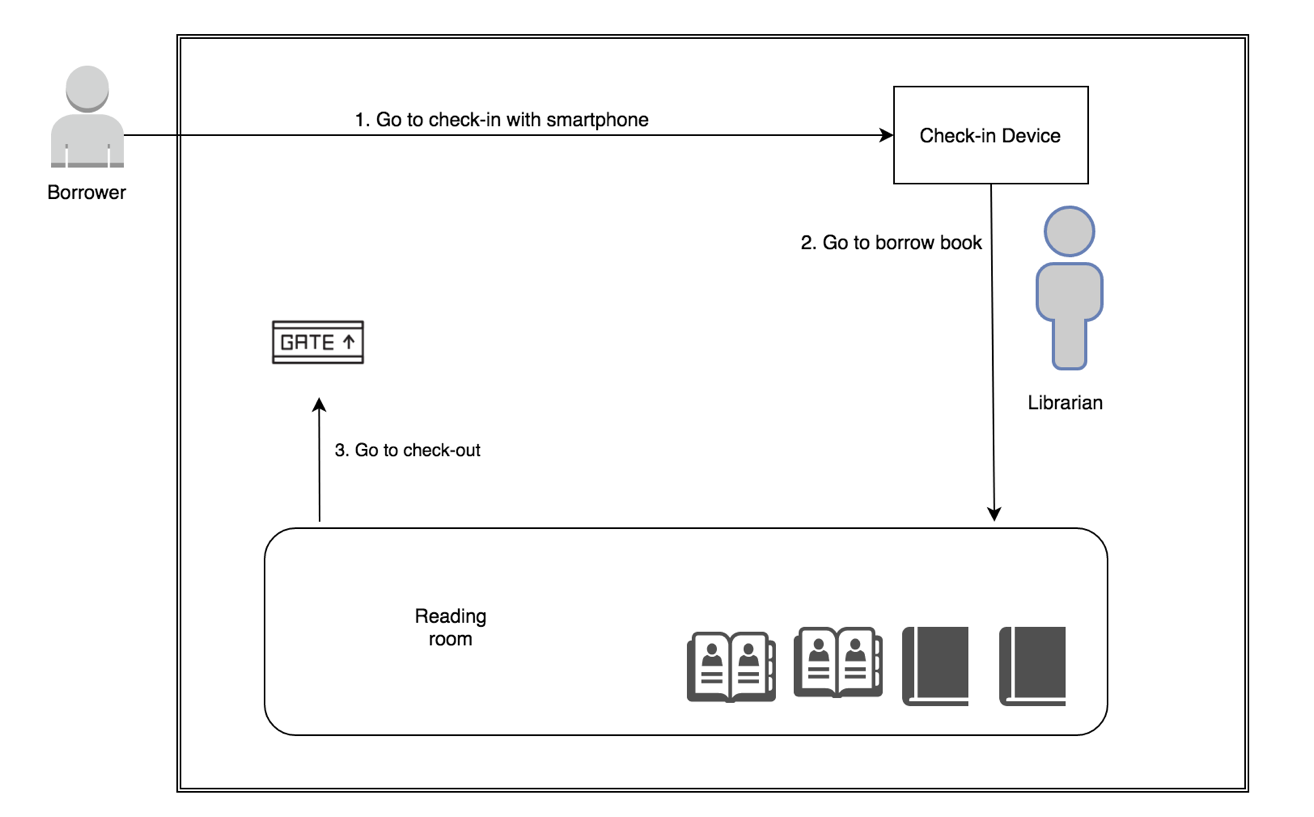 1. Go to check-in with smartphone
Check-in Device
Borrower
2. Go to borrow book
GATE ↑
Librarian
3. Go to check-out
Reading
room